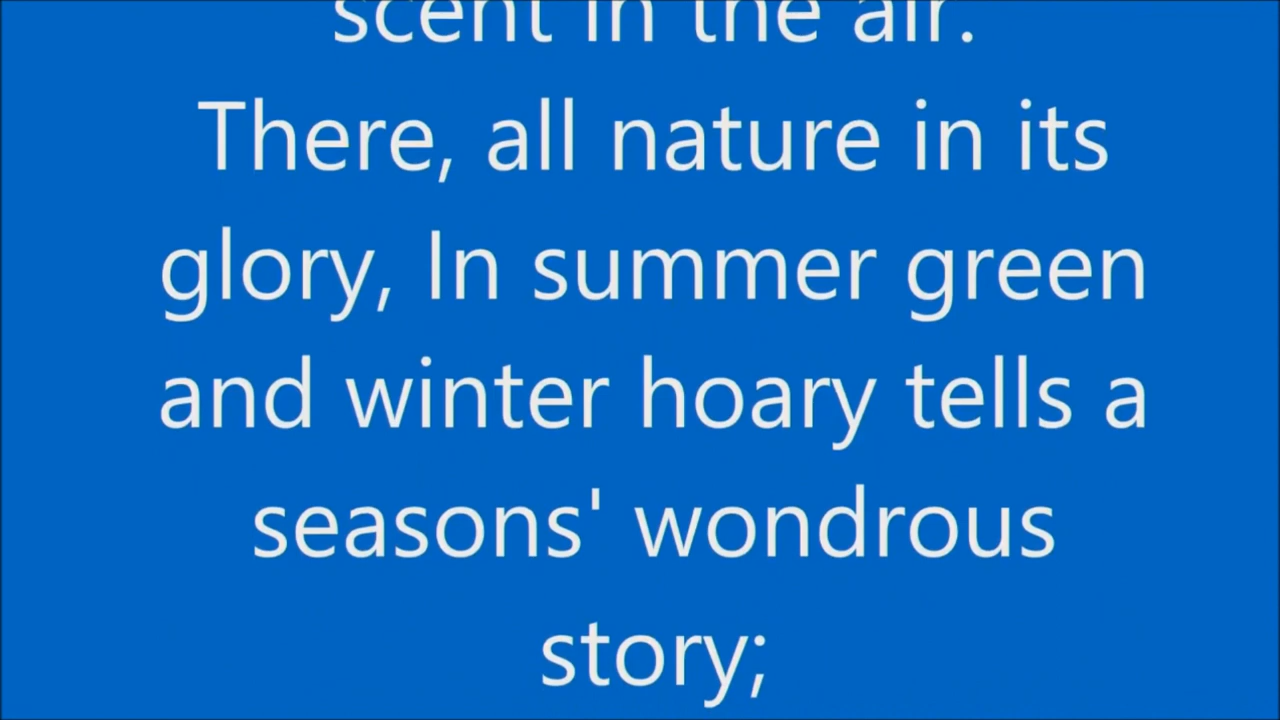 scent in the air.
There, all nature in its
glory, In summer green
and winter hoary tells a
seasons' wondrous
story;